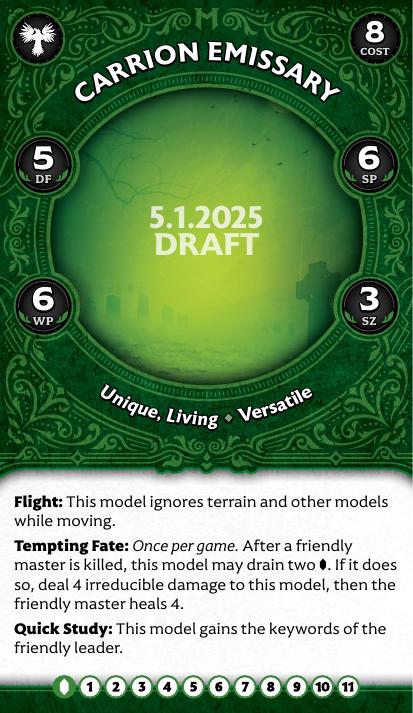 8
COST
CARRION EMISSARY
5
DF
6
SP
5.1.2025
DRAFT
6
WP
3
SZ
Unique, Living ⬥ Versatile
Flight: This model ignores terrain and other models
while moving.
Tempting Fate: Once per game. After a friendly
master is killed, this model may drain two ⬮. If it does
so, deal 4 irreducible damage to this model, then the
friendly master heals 4.
Quick Study: This model gains the keywords of the
friendly leader.
1 2 3 4 5 6 7 8 9 10 11